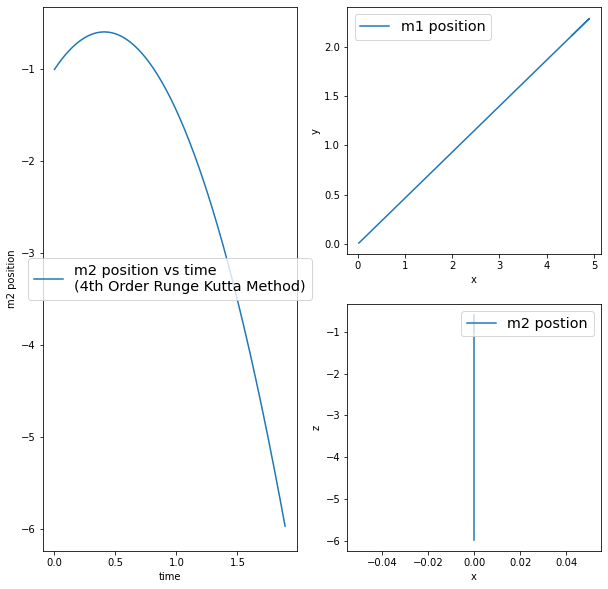 −1
−2
−3
−4
−5
−6
0.0 0.5 1.0 1.5
time
m2 position
m2 position vs time
(4th Order Runge Kutta Method)
m1 position
2.0
1.5
1.0
0.5
0.0
0 1 2 3 4 5
x
y
m2 postion
−1
−2
−3
−4
−5
−6
−0.04 −0.02 0.00 0.02 0.04
x
z